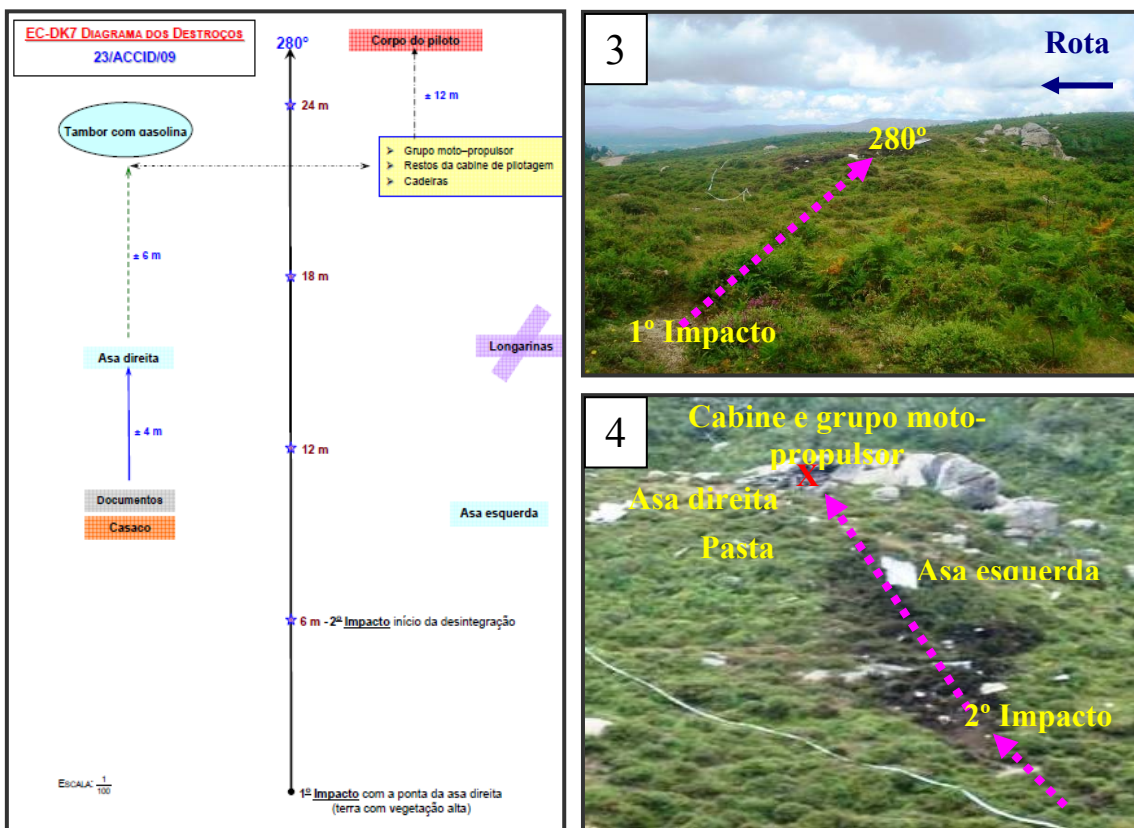 EC-DK7 DIAGRAMA DOS DESTROÇOS
23/ACCID/09
280º
Corpo do piloto
24 m
± 12 m
Tambor com gasolina
Grupo moto–propulsor
Restos da cabine de pilotagem
Cadeiras
± 6 m
18 m
Longarinas
Asa direita
± 4 m
12 m
Documentos
Casaco
Asa esquerda
6 m - 2º Impacto início da desintegração
ESCALA: 1/100
1º Impacto com a ponta da asa direita
(terra com vegetação alta)
3
Rota
280º
1º Impacto
4
Cabine e grupo moto-
propulsor
X
Asa direita
Pasta
Asa esquerda
2º Impacto